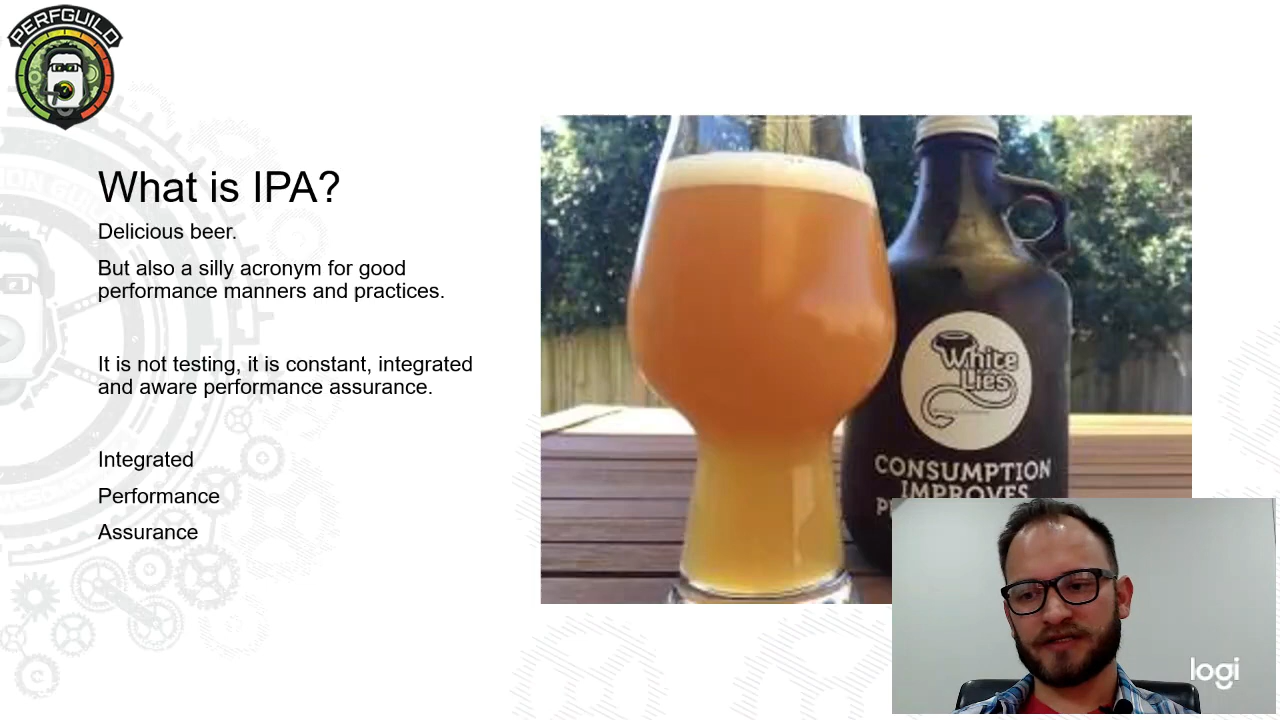 PERFGUILD
What is IPA?
Delicious beer.
But also a silly acronym for good
performance manners and practices.
It is not testing, it is constant, integrated
and aware performance assurance.
Integrated
Performance
Assurance
White
Lies
CONSUMPTION
IMPROVES
logi